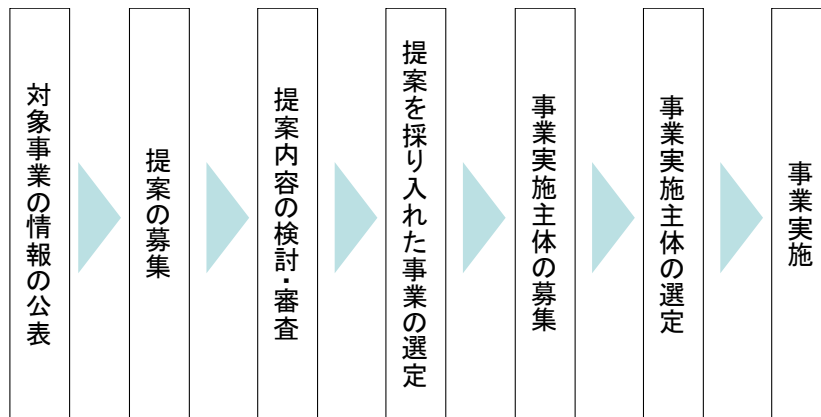 対象事業の情報の公表
提案の募集
提案内容の検討・審査
提案を採り入れた事業の選定
事業実施主体の募集
事業実施主体の選定
事業実施